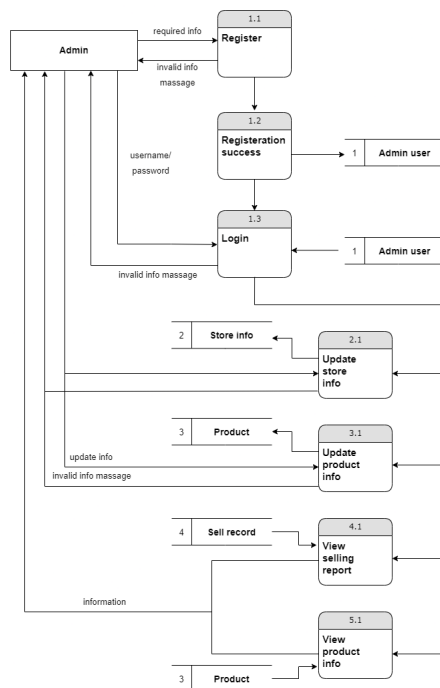 1.1
required info
Register
Admin
invalid info
massage
1.2
Registeration
success
1 Admin user
username/
password
1.3
Login
1 Admin user
invalid info massage
2 Store info
2.1
Update
store
info
3 Product
3.1
Update
product
info
update info
invalid info massage
4 Sell record
4.1
View
selling
report
information
5.1
View
product
info
3 Product